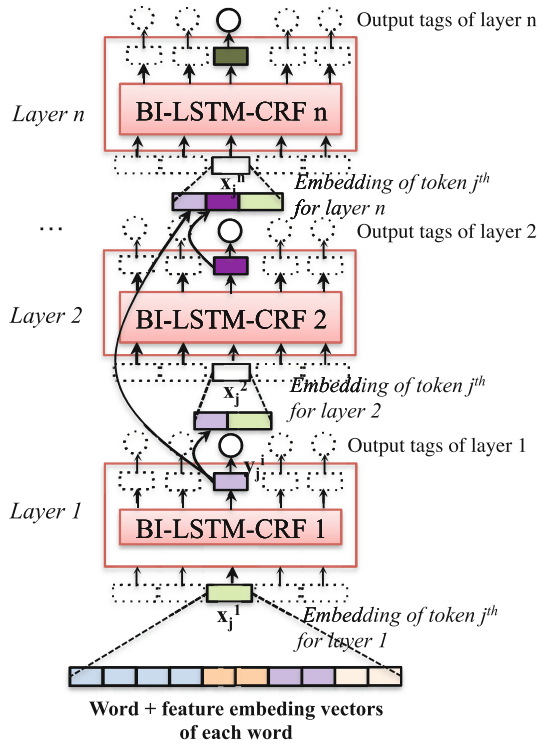 Output tags of layer n
BI-LSTM-CRF n
Layer n
x_j^n
Embedding of token j^th
for layer n
...
Output tags of layer 2
BI-LSTM-CRF 2
Layer 2
x_j^2
Embedding of token j^th
for layer 2
Output tags of layer 1
y_j^i
Layer 1
BI-LSTM-CRF 1
x_j^1
Embedding of token j^th
for layer 1
Word + feature embeding vectors
of each word